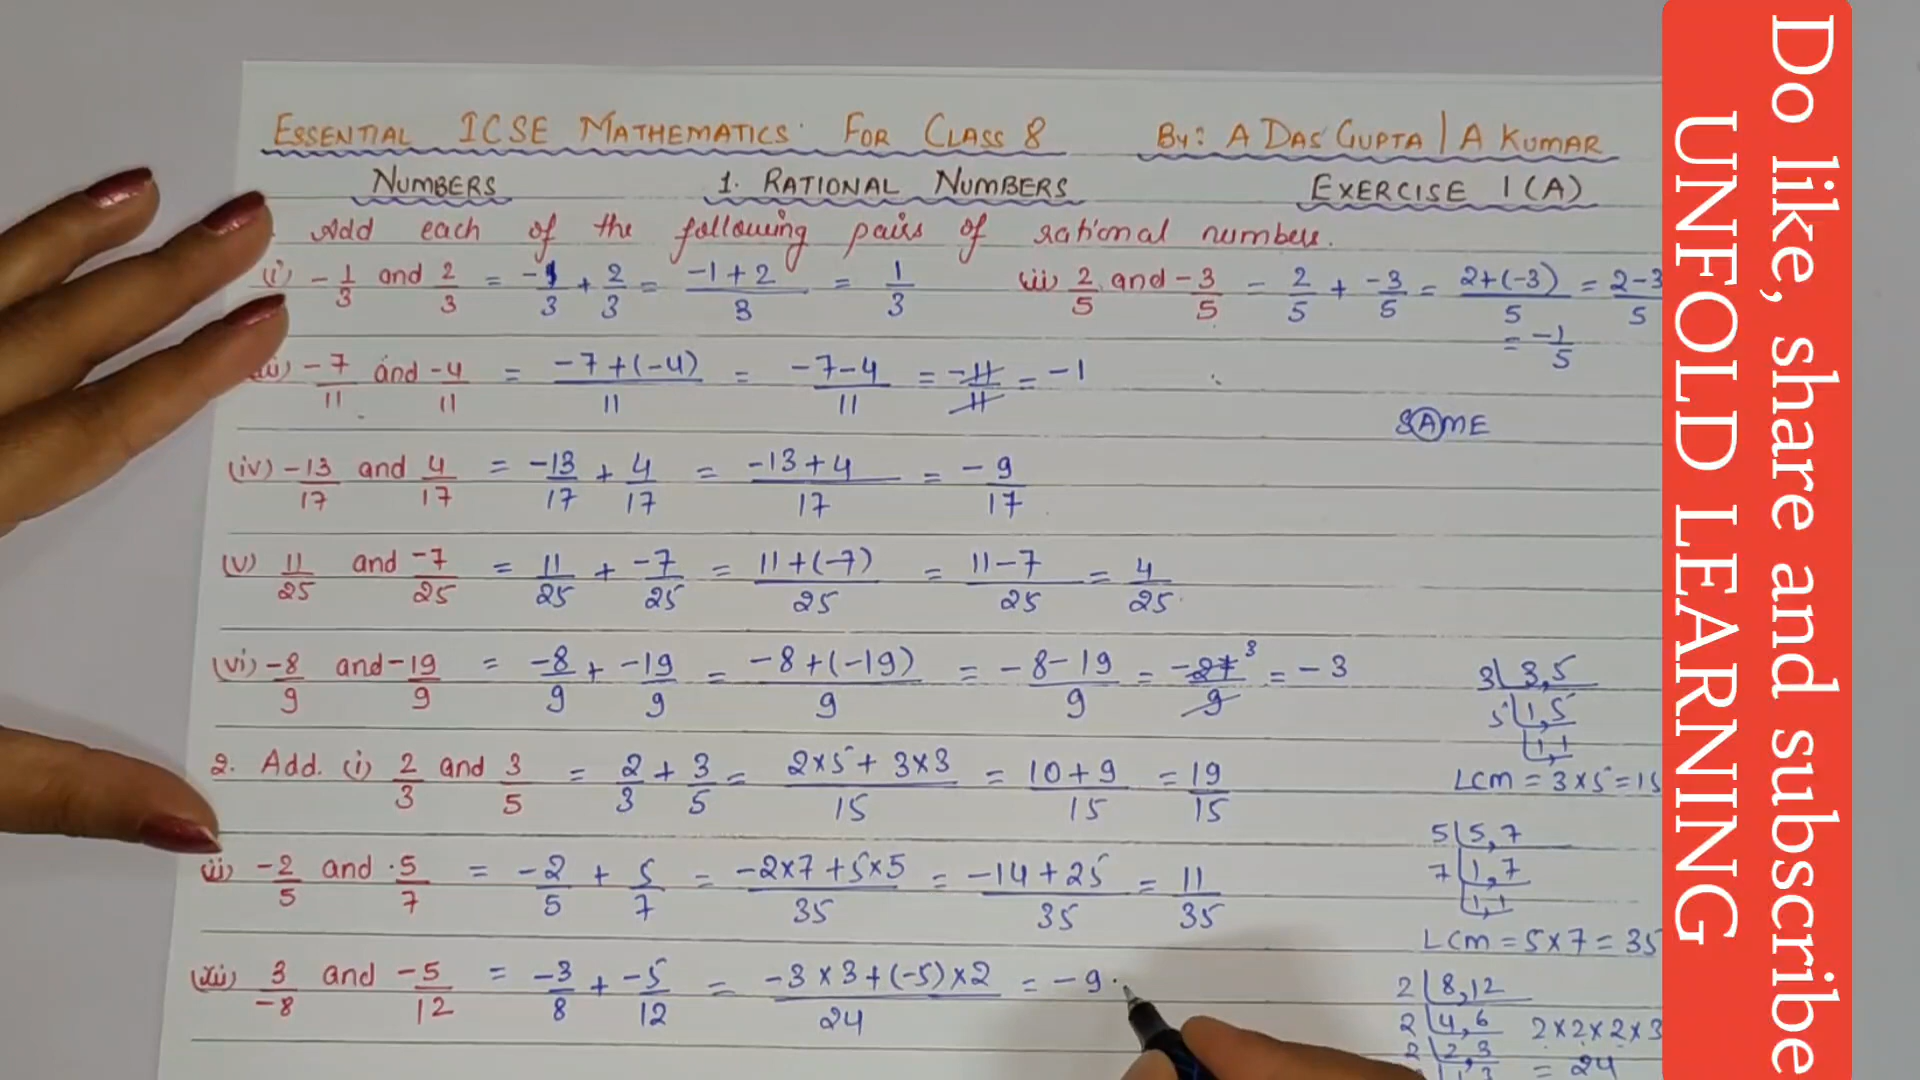 ESSENTIAL ICSE MATHEMATICS FOR CLASS 8 BY: A DAS GUPTA | A KUMAR
NUMBERS 1. RATIONAL NUMBERS EXERCISE 1(A)
Add each of the following pairs of rational numbers.
(i) -1/3 and 2/3 = -1/3 + 2/3 = (-1+2)/3 = 1/3 (ii) 2/5 and -3/5 = 2/5 + -3/5 = (2+(-3))/5 = (2-3)/5
= -1/5
-7/11 and -4/11 = (-7+(-4))/11 = (-7-4)/11 = -11/11 = -1
SAME
(iv) -13/17 and 4/17 = -13/17 + 4/17 = (-13+4)/17 = -9/17
(v) 11/25 and -7/25 = 11/25 + -7/25 = (11+(-7))/25 = (11-7)/25 = 4/25
(vi) -8/9 and -19/9 = -8/9 + -19/9 = (-8+(-19))/9 = (-8-19)/9 = -27/9 3 = -3
3 | 3,5
5 | 1,5
1,1
LCM = 3×5=15
2. Add. (i) 2/3 and 3/5 = 2/3 + 3/5 = (2×5 + 3×3)/15 = (10+9)/15 = 19/15
(ii) -2/5 and 5/7 = -2/5 + 5/7 = (-2×7+5×5)/35 = (-14+25)/35 = 11/35
5 | 5,7
7 | 1,7
1,1
LCM = 5×7=35
(iii) 3/-8 and -5/12 = -3/8 + -5/12 = (-3×3+(-5)×2)/24 = -9
2 | 8,12
2 | 4,6 2×2×2×3
2 | 2,3 = 24
1,3
Do like, share and subscribe
UNFOLD LEARNING